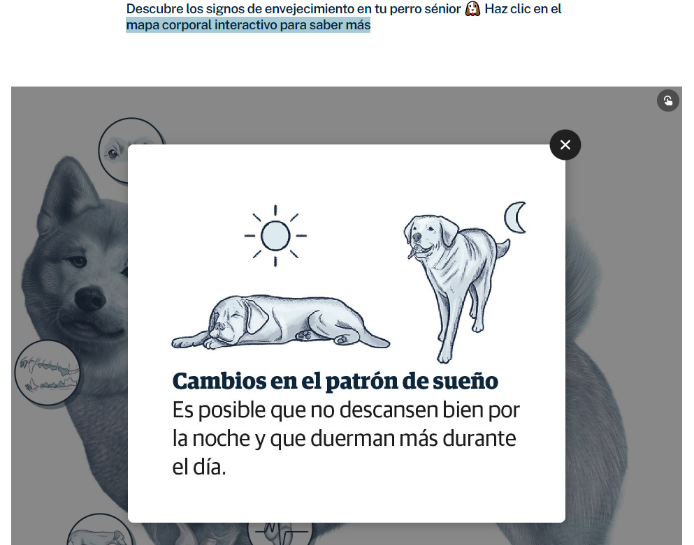 Descubre los signos de envejecimiento en tu perro sénior Haz clic en el
mapa corporal interactivo para saber más
Cambios en el patrón de sueño
Es posible que no descansen bien por
la noche y que duerman más durante
el día.